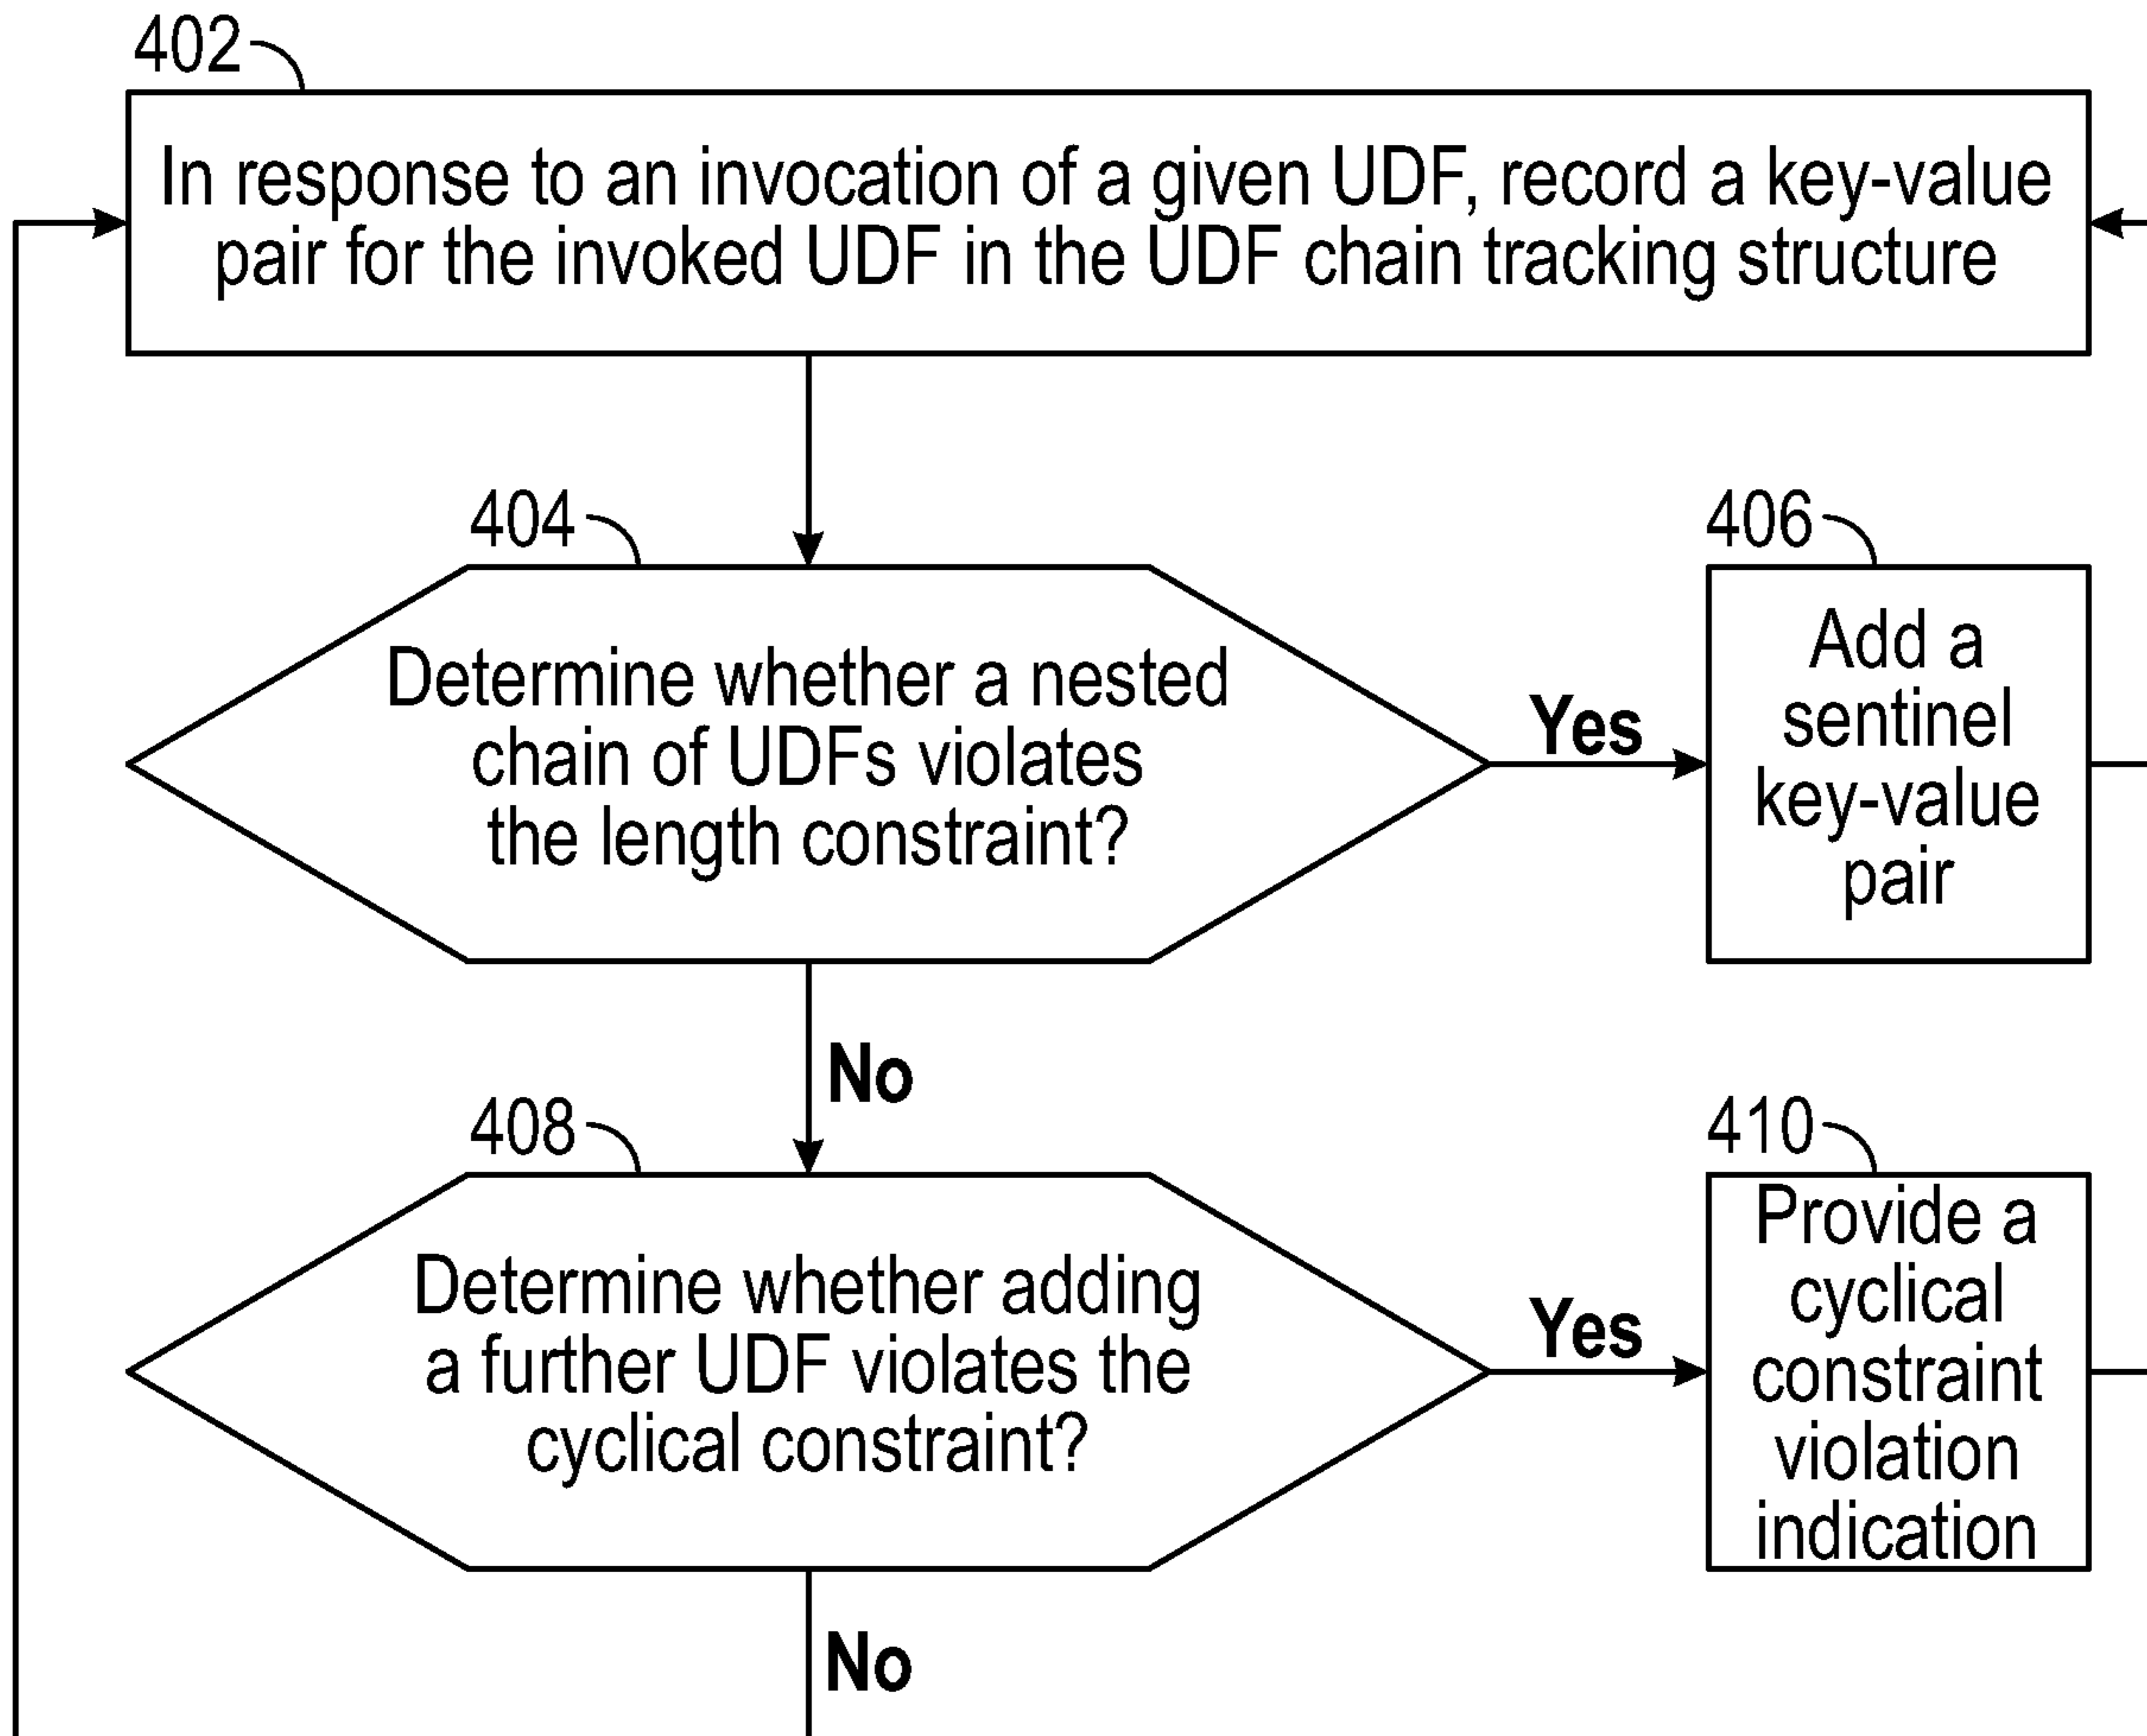 402
In response to an invocation of a given UDF, record a key-value
pair for the invoked UDF in the UDF chain tracking structure
404
Determine whether a nested
chain of UDFs violates
the length constraint?
Yes
406
Add a
sentinel
key-value
pair
No
408
Determine whether adding
a further UDF violates the
cyclical constraint?
Yes
410
Provide a
cyclical
constraint
violation
indication
No